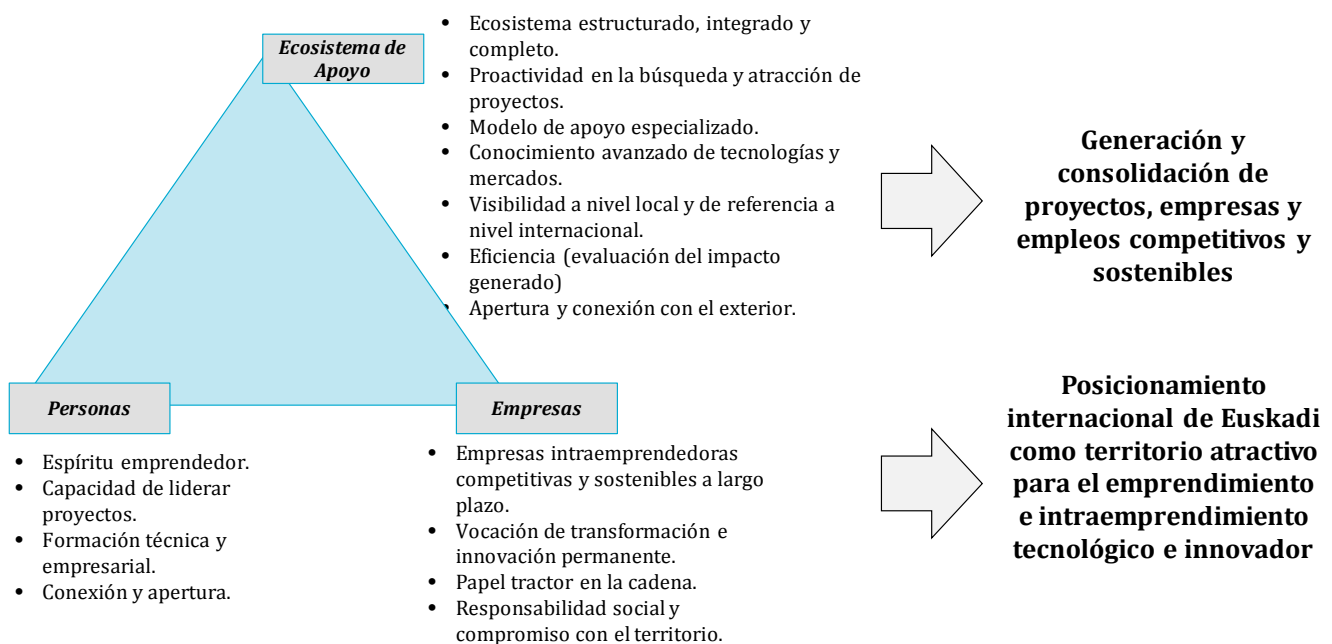 Ecosistema de
Apoyo
• Ecosistema estructurado, integrado y
completo.
• Proactividad en la búsqueda y atracción de
proyectos.
• Modelo de apoyo especializado.
• Conocimiento avanzado de tecnologías y
mercados.
• Visibilidad a nivel local y de referencia a
nivel internacional.
• Eficiencia (evaluación del impacto
generado)
• Apertura y conexión con el exterior.
Generación y
consolidación de
proyectos, empresas y
empleos competitivos y
sostenibles
Personas
• Espíritu emprendedor.
• Capacidad de liderar
proyectos.
• Formación técnica y
empresarial.
• Conexión y apertura.
Empresas
• Empresas intraemprendedoras
competitivas y sostenibles a largo
plazo.
• Vocación de transformación e
innovación permanente.
• Papel tractor en la cadena.
• Responsabilidad social y
compromiso con el territorio.
Posicionamiento
internacional de Euskadi
como territorio atractivo
para el emprendimiento
e intraemprendimiento
tecnológico e innovador